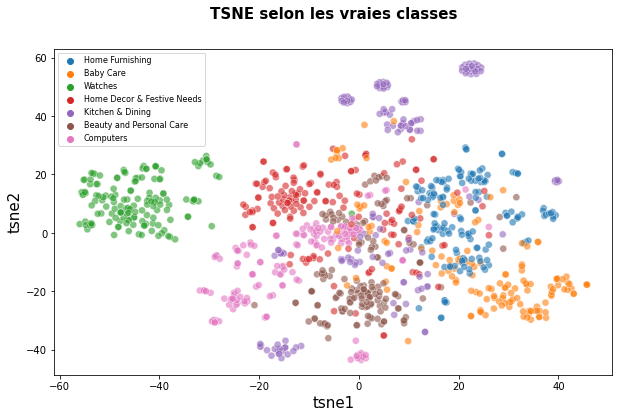 TSNE selon les vraies classes
60
40
20
0
−20
−40
tsne2
Home Furnishing
Baby Care
Watches
Home Decor & Festive Needs
Kitchen & Dining
Beauty and Personal Care
Computers
−60 −40 −20 0 20 40
tsne1